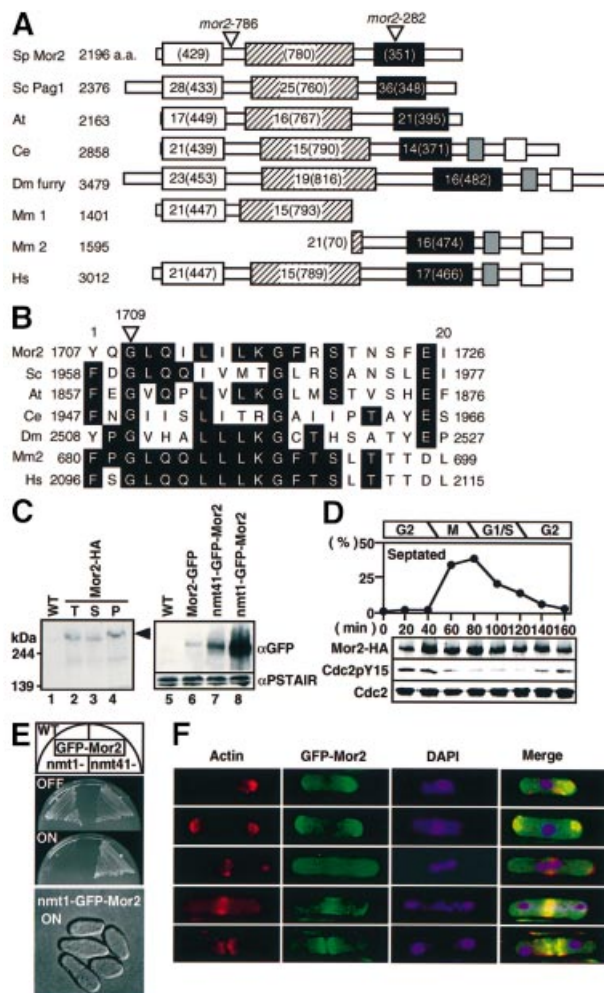 A
mor2-786
mor2-282
Sp Mor2 2196 a.a. (429) (780) (351)
Sc Pag1 2376 28(433) 25(760) 36(348)
At 2163 17(449) 16(767) 21(395)
Ce 2858 21(439) 15(790) 14(371)
Dm furry 3479 23(453) 19(816) 16(482)
Mm 1 1401 21(447) 15(793)
Mm 2 1595 21(70) 16(474)
Hs 3012 21(447) 15(789) 17(466)
B
1709
1 20
Mor2 1707 Y Q G L Q I L I L K G F R S T N S F E I 1726
Sc 1958 F D G L Q Q I V M T G L R S A N S L E I 1977
At 1857 F E G V Q P L V L K G L M S T V S H E F 1876
Ce 1947 F N G I I S L I T R G A I I P T A Y E S 1966
Dm 2508 Y P G V H A L L L K G C T H S A T Y E P 2527
Mm2 680 F P G L Q Q L L L K G F T S L T T T D L 699
Hs 2096 F S G L Q Q L L L K G F T S L T T T D L 2115
C
Mor2-HA
WT T S P
WT Mor2-GFP nmt41-GFP-Mor2 nmt1-GFP-Mor2
kDa
244
139
αGFP
αPSTAIR
1 2 3 4 5 6 7 8
D
G2 M G1/S G2
(%)
50
25
0
Septated
0 20 40 60 80 100 120 140 160
(min)
Mor2-HA
Cdc2pY15
Cdc2
E
WT
GFP-Mor2
nmt1- nmt41-
OFF
ON
nmt1-GFP-Mor2
ON
F
Actin GFP-Mor2 DAPI Merge